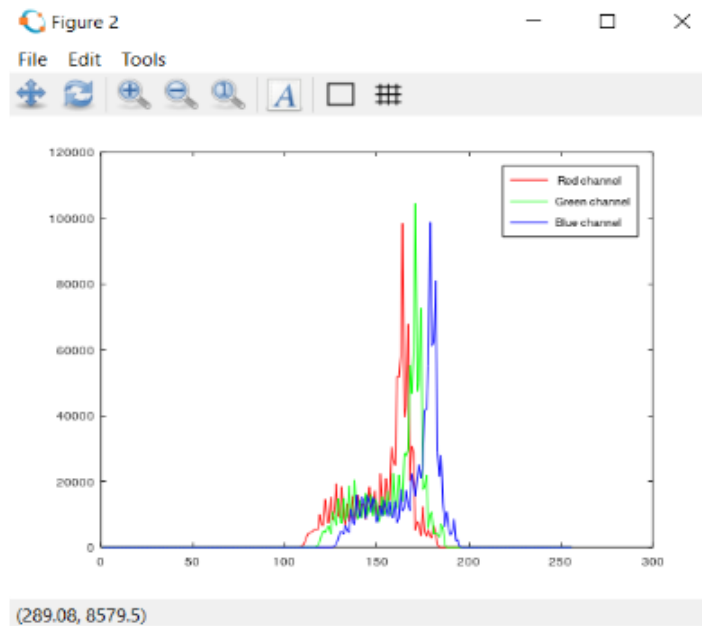 Figure 2
File Edit Tools
A
120000
100000
80000
60000
40000
20000
0
0 50 100 150 200 250 300
Red channel
Green channel
Blue channel
(289.08, 8579.5)